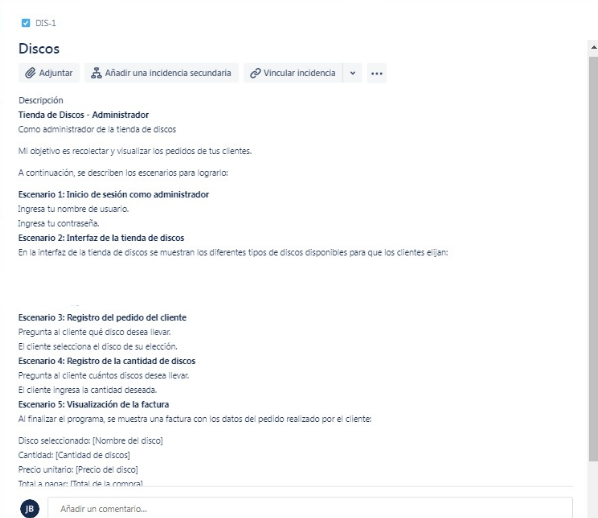 DIS-1
Discos
Adjuntar
Añadir una incidencia secundaria
Vincular incidencia
Descripción
Tienda de Discos - Administrador
Como administrador de la tienda de discos
Mi objetivo es recolectar y visualizar los pedidos de tus clientes.
A continuación, se describen los escenarios para lograrlo:
Escenario 1: Inicio de sesión como administrador
Ingresa tu nombre de usuario.
Ingresa tu contraseña.
Escenario 2: Interfaz de la tienda de discos
En la interfaz de la tienda de discos se muestran los diferentes tipos de discos disponibles para que los clientes elijan:
Escenario 3: Registro del pedido del cliente
Pregunta al cliente qué disco desea llevar.
El cliente selecciona el disco de su elección.
Escenario 4: Registro de la cantidad de discos
Pregunta al cliente cuántos discos desea llevar.
El cliente ingresa la cantidad deseada.
Escenario 5: Visualización de la factura
Al finalizar el programa, se muestra una factura con los datos del pedido realizado por el cliente:
Disco seleccionado: [Nombre del disco]
Cantidad: [Cantidad de discos]
Precio unitario: [Precio del disco]
Total a pagar: [Total de la compra]
JB
Añadir un comentario...